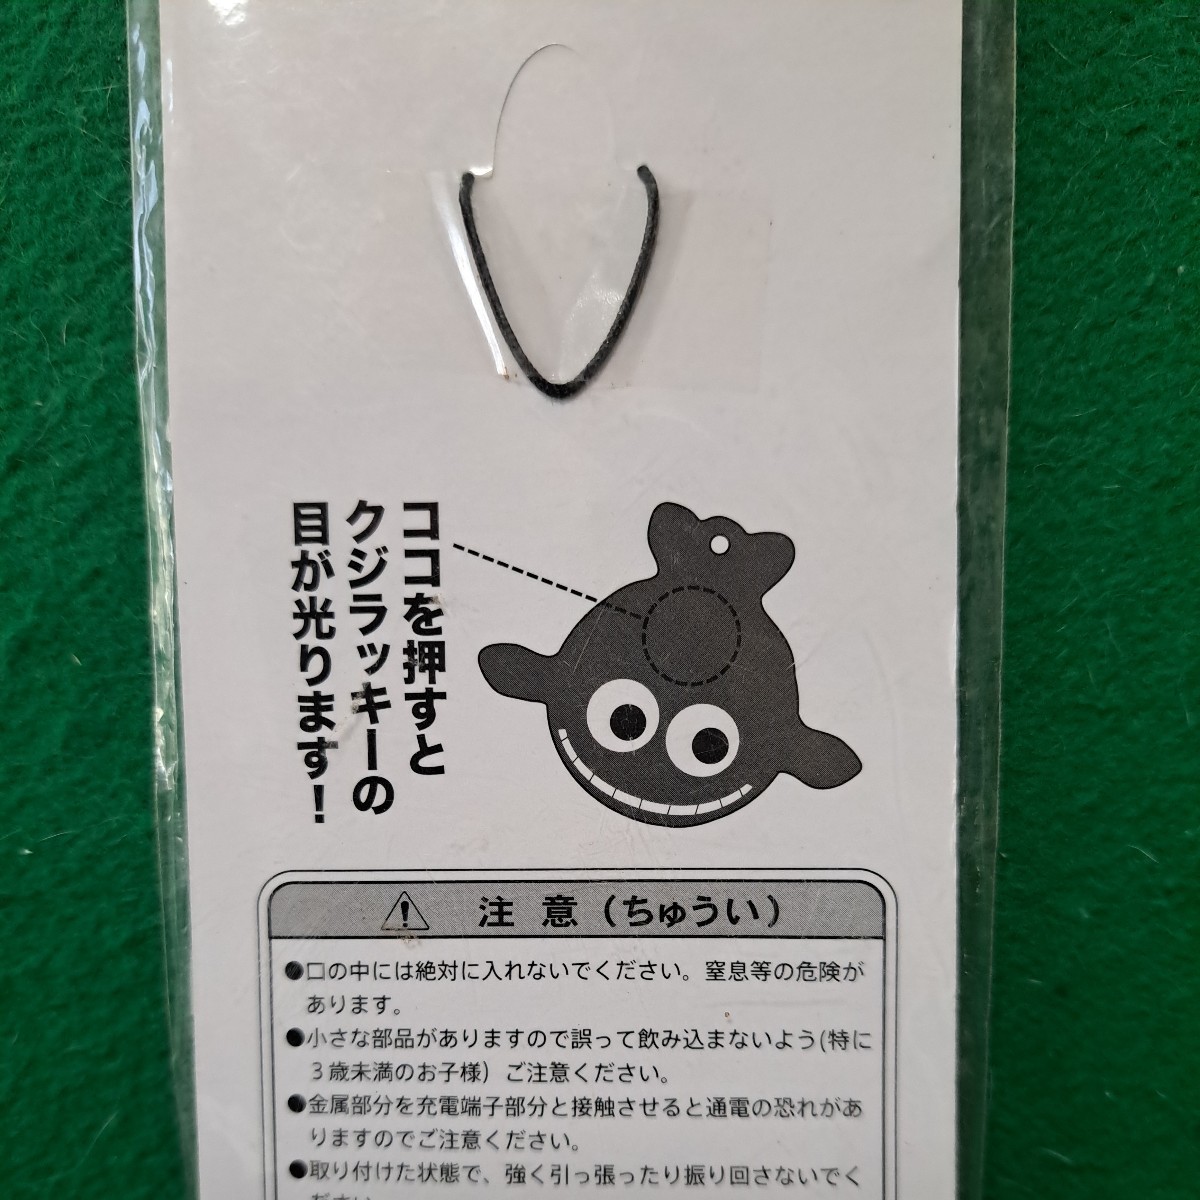 ココを押すと
クジラッキーの
目が光ります！
注意（ちゅうい）
●口の中には絶対に入れないでください。窒息等の危険が
あります。
●小さな部品がありますので誤って飲み込まないよう(特に
３歳未満のお子様）ご注意ください。
●金属部分を充電端子部分と接触させると通電の恐れがあ
りますのでご注意ください。
●取り付けた状態で、強く引っ張ったり振り回さないでく